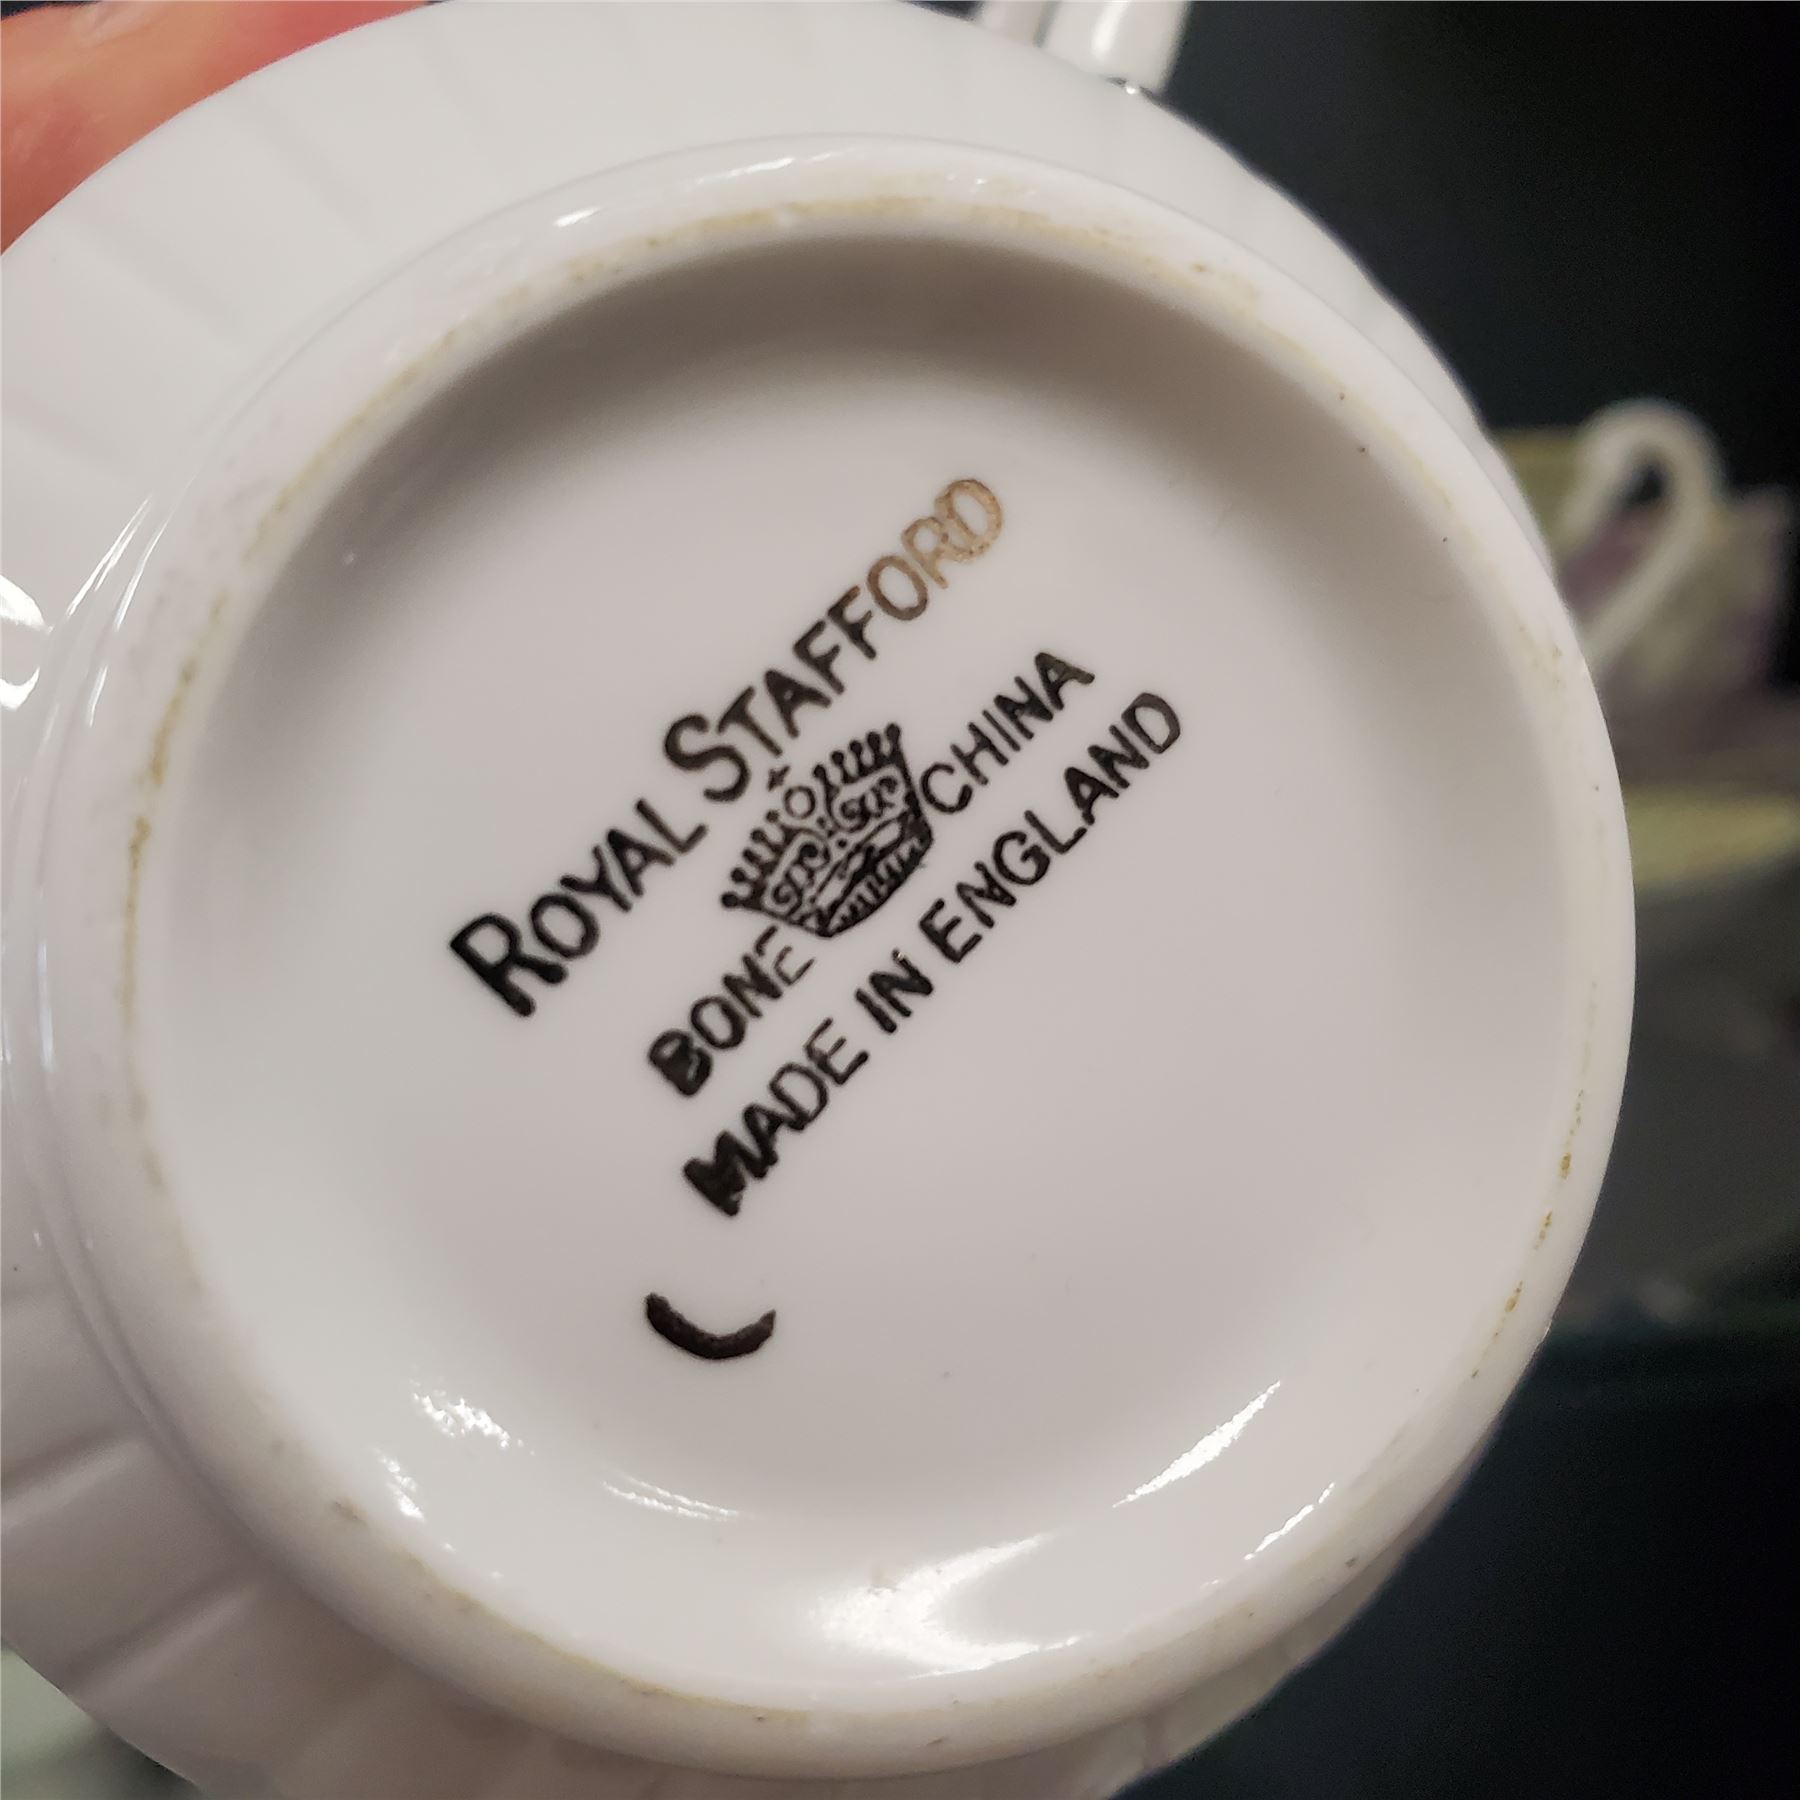 ROYAL STAFFORD
BONE CHINA
MADE IN ENGLAND